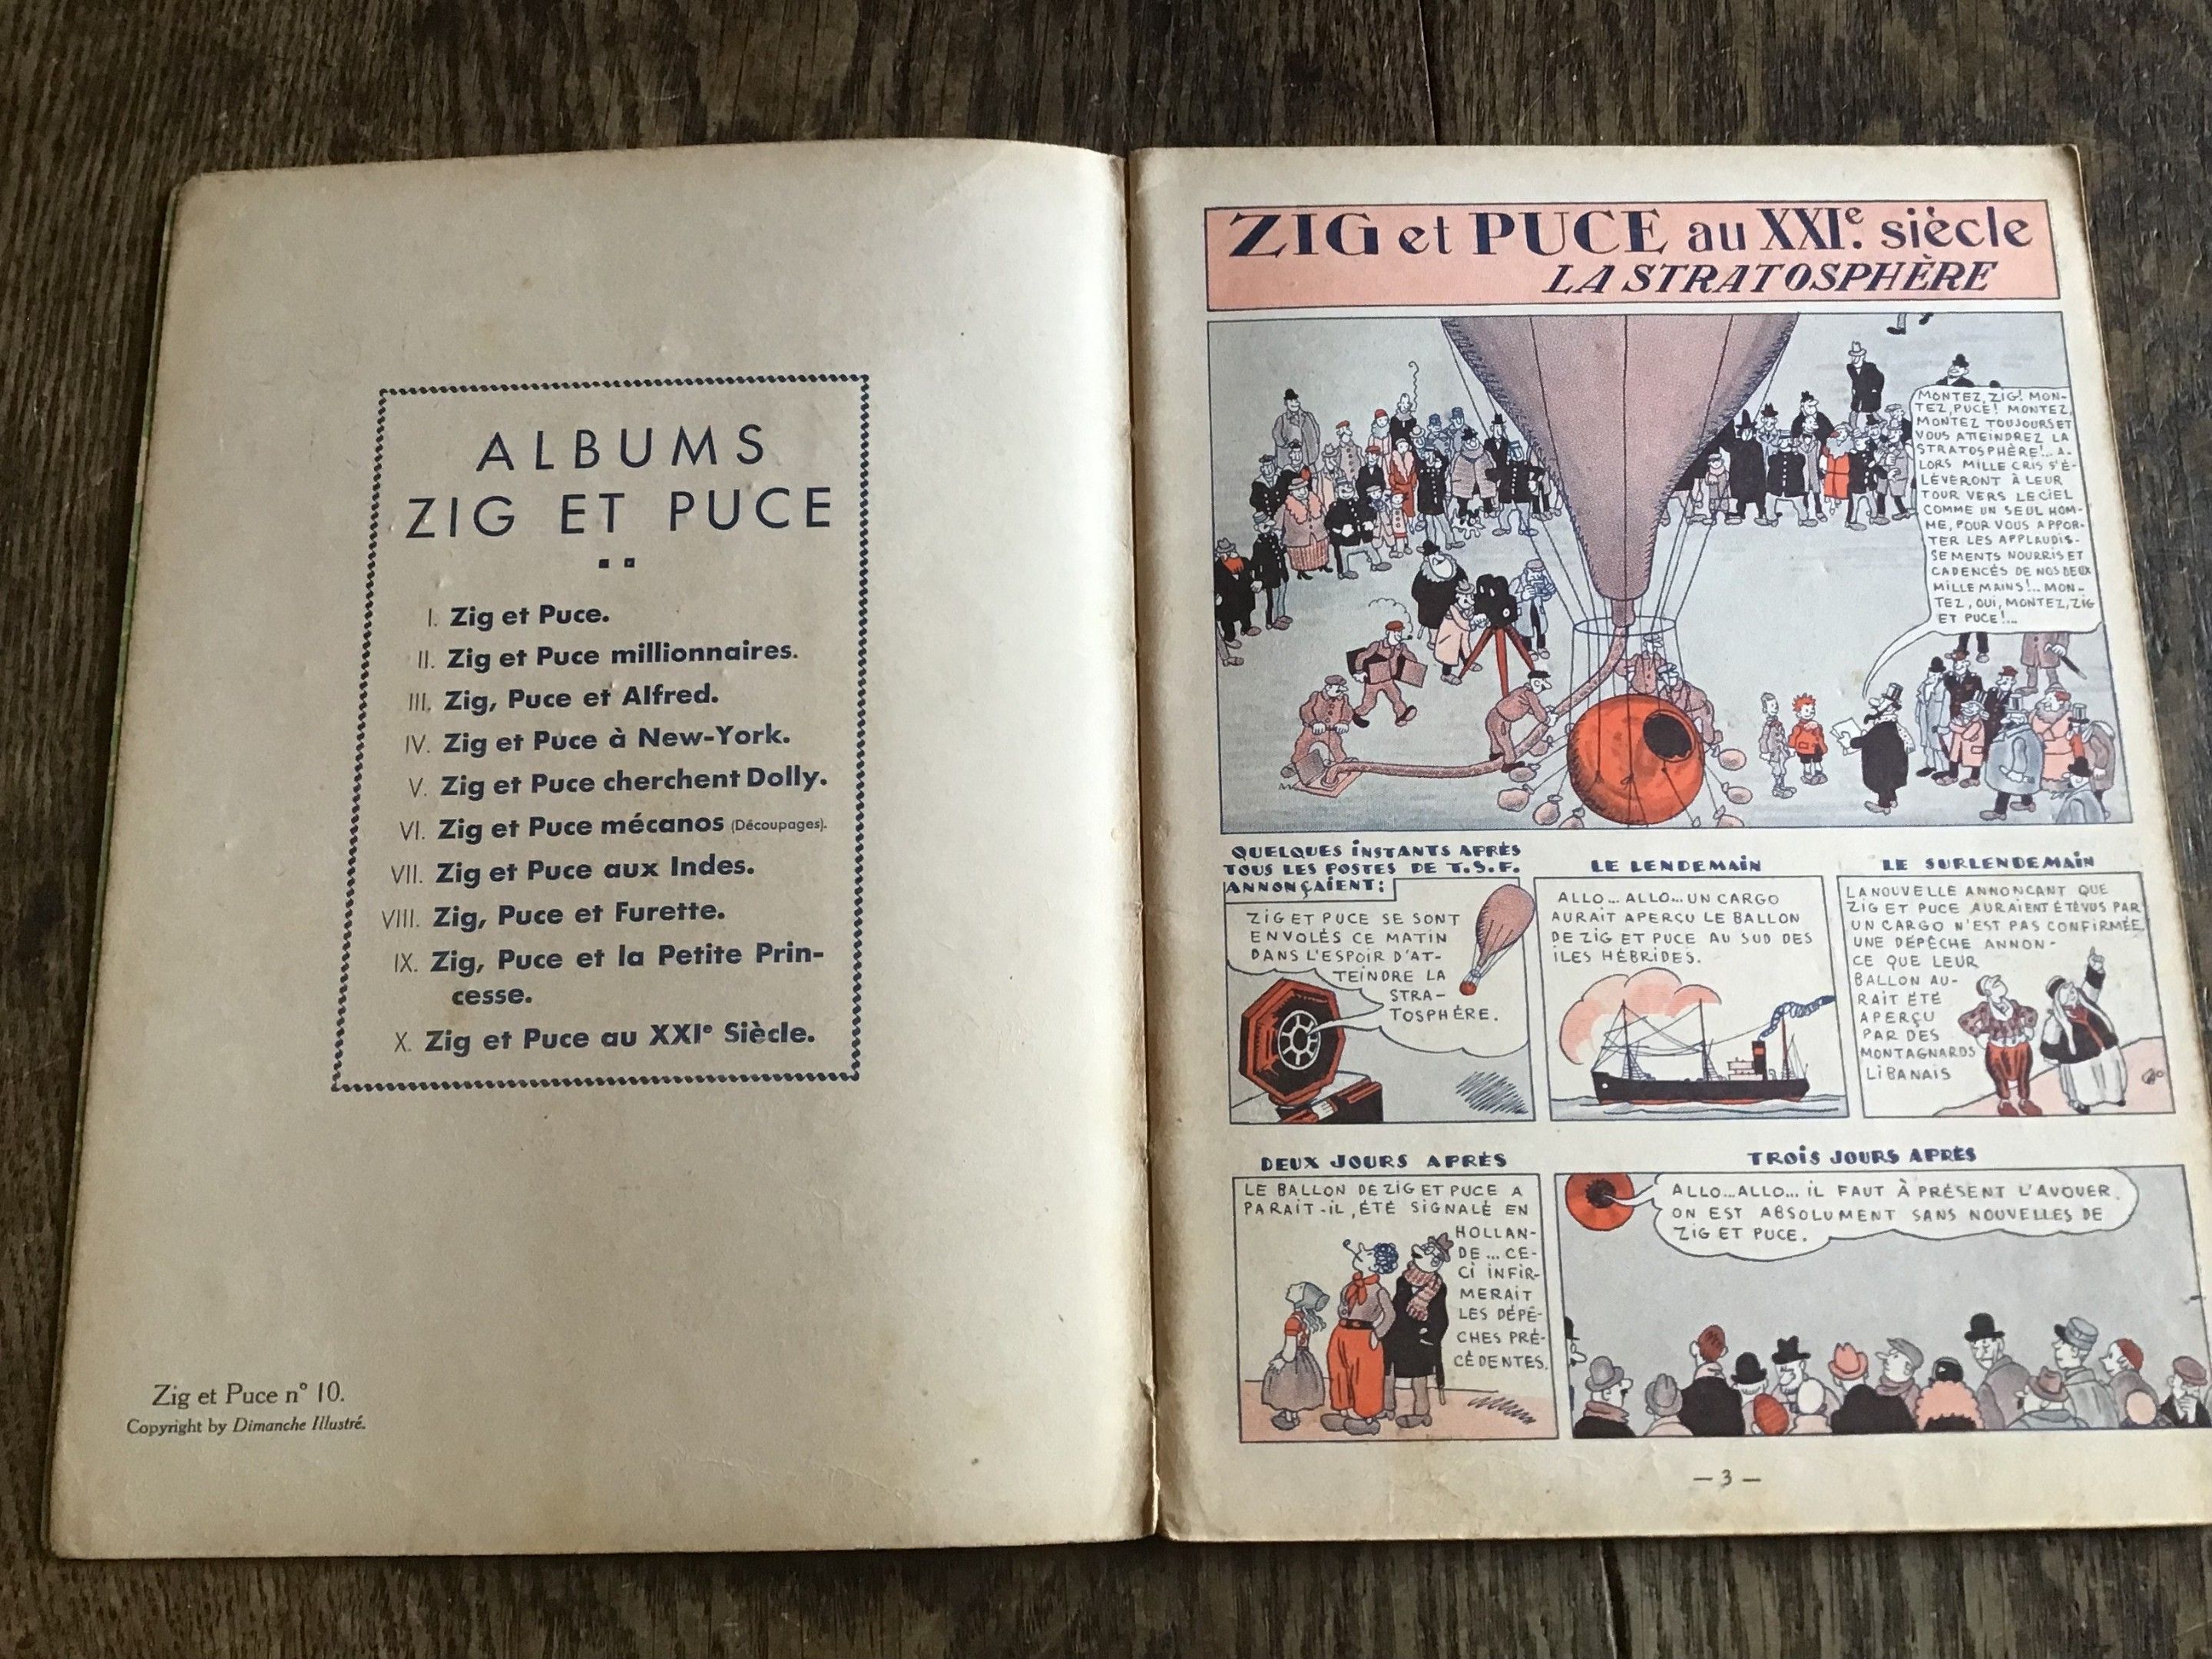 ALBUMS
ZIG ET PUCE
I. Zig et Puce.
II. Zig et Puce millionnaires.
III. Zig, Puce et Alfred.
IV. Zig et Puce à New-York.
V. Zig et Puce cherchent Dolly.
VI. Zig et Puce mécanos (Découpages).
VII. Zig et Puce aux Indes.
VIII. Zig, Puce et Furette.
IX. Zig, Puce et la Petite Prin-
cesse.
X. Zig et Puce au XXIe Siècle.
Zig et Puce n° 10.
Copyright by Dimanche Illustré.
ZIG et PUCE au XXIe. siècle
LA STRATOSPHÈRE
MONTEZ, ZIG! MON-
TEZ, PUCE! MONTEZ,
MONTEZ TOUJOURS ET
VOUS ATTEINDREZ LA
STRATOSPHÈRE!... A-
LORS MILLE CRIS S'É-
LÈVERONT À LEUR
TOUR VERS LE CIEL
COMME UN SEUL HOM-
ME, POUR VOUS APPOR-
TER LES APPLAUDIS-
SEMENTS NOURRIS ET
CADENCÉS DE NOS DEUX
MILLE MAINS!... MON-
TEZ, OUI, MONTEZ, ZIG
ET PUCE!...
QUELQUES INSTANTS APRÈS
TOUS LES POSTES DE T.S.F.
ANNONÇAIENT:
ZIG ET PUCE SE SONT
ENVOLÉS CE MATIN
DANS L'ESPOIR D'AT-
TEINDRE LA
STRA-
TOSPHÈRE.
LE LENDEMAIN
ALLO... ALLO... UN CARGO
AURAIT APERÇU LE BALLON
DE ZIG ET PUCE AU SUD DES
ILES HÉBRIDES.
LE SURLENDEMAIN
LA NOUVELLE ANNONCANT QUE
ZIG ET PUCE AURAIENT ÉTÉ VUS PAR
UN CARGO N'EST PAS CONFIRMÉE.
UNE DÉPÊCHE ANNON-
CE QUE LEUR
BALLON AU-
RAIT ÉTÉ
APERÇU
PAR DES
MONTAGNARDS
LIBANAIS
DEUX JOURS APRÈS
LE BALLON DE ZIG ET PUCE A
PARAIT-IL, ÉTÉ SIGNALÉ EN
HOLLAN-
DE... CE-
CI INFIR-
MERAIT
LES DÉPÊ-
CHES PRÉ-
CÉDENTES.
TROIS JOURS APRÈS
ALLO... ALLO... IL FAUT À PRÉSENT L'AVOUER.
ON EST ABSOLUMENT SANS NOUVELLES DE
ZIG ET PUCE.
— 3 —